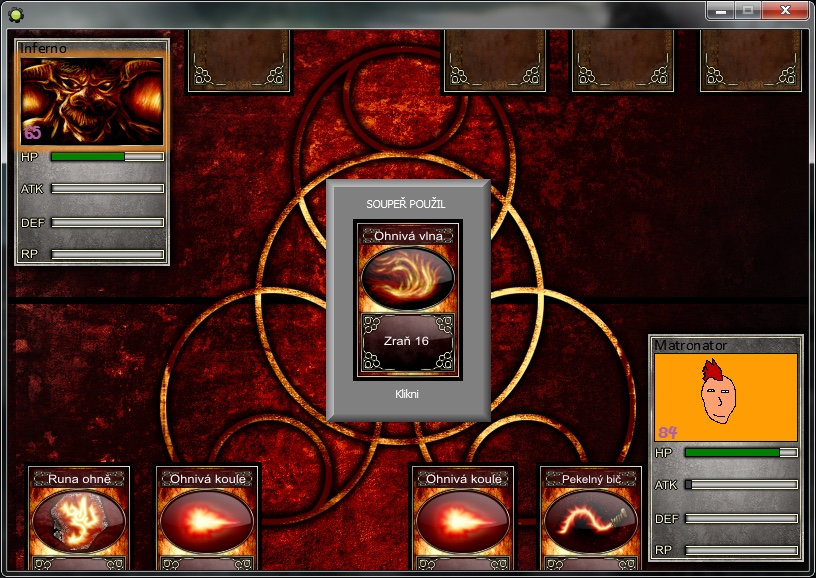 Inferno
65
HP
ATK
DEF
RP
SOUPEŘ POUŽIL
Ohnivá vlna
Zraň 16
Klikni
Matronator
84
HP
ATK
DEF
RP
Runa ohně
Ohnivá koule
Ohnivá koule
Pekelný bič